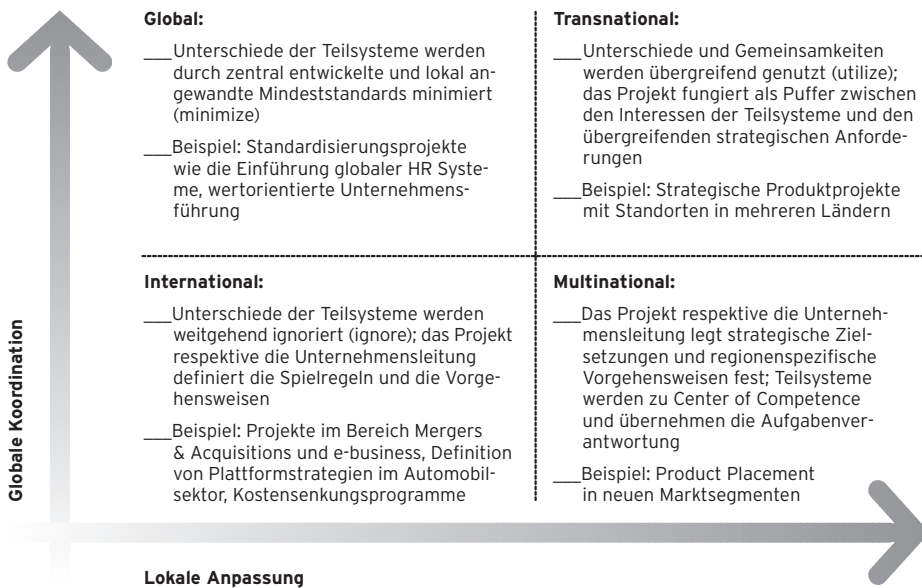 Global:
___Unterschiede der Teilsysteme werden
durch zentral entwickelte und lokal an-
gewandte Mindeststandards minimiert
(minimize)
___Beispiel: Standardisierungsprojekte
wie die Einführung globaler HR Syste-
me, wertorientierte Unternehmens-
führung
Transnational:
___Unterschiede und Gemeinsamkeiten
werden übergreifend genutzt (utilize);
das Projekt fungiert als Puffer zwischen
den Interessen der Teilsysteme und den
übergreifenden strategischen Anforde-
rungen
___Beispiel: Strategische Produktprojekte
mit Standorten in mehreren Ländern
International:
___Unterschiede der Teilsysteme werden
weitgehend ignoriert (ignore); das Projekt
respektive die Unternehmensleitung
definiert die Spielregeln und die Vorge-
hensweisen
___Beispiel: Projekte im Bereich Mergers
& Acquisitions und e-business, Definition
von Plattformstrategien im Automobil-
sektor, Kostensenkungsprogramme
Multinational:
___Das Projekt respektive die Unterneh-
mensleitung legt strategische Ziel-
setzungen und regionenspezifische
Vorgehensweisen fest; Teilsysteme
werden zu Center of Competence
und übernehmen die Aufgabenver-
antwortung
___Beispiel: Product Placement
in neuen Marktsegmenten
Globale Koordination
Lokale Anpassung